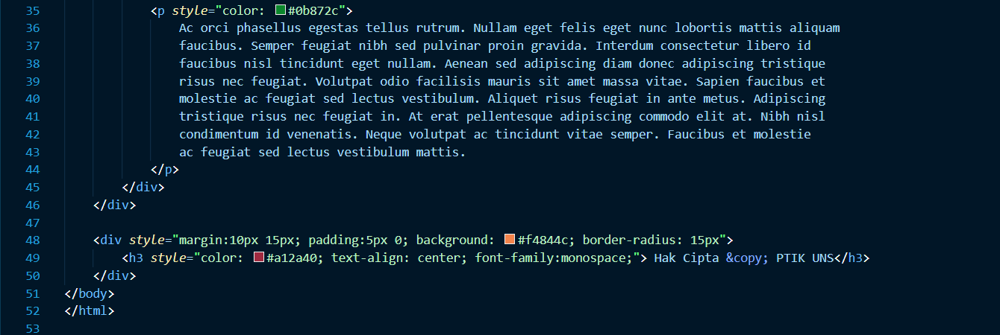 35 <p style="color: #0b872c">
36 Ac orci phasellus egestas tellus rutrum. Nullam eget felis eget nunc lobortis mattis aliquam
37 faucibus. Semper feugiat nibh sed pulvinar proin gravida. Interdum consectetur libero id
38 faucibus nisl tincidunt eget nullam. Aenean sed adipiscing diam donec adipiscing tristique
39 risus nec feugiat. Volutpat odio facilisis mauris sit amet massa vitae. Sapien faucibus et
40 molestie ac feugiat sed lectus vestibulum. Aliquet risus feugiat in ante metus. Adipiscing
41 tristique risus nec feugiat in. At erat pellentesque adipiscing commodo elit at. Nibh nisl
42 condimentum id venenatis. Neque volutpat ac tincidunt vitae semper. Faucibus et molestie
43 ac feugiat sed lectus vestibulum mattis.
44 </p>
45 </div>
46 </div>
47
48 <div style="margin:10px 15px; padding:5px 0; background: #f4844c; border-radius: 15px">
49 <h3 style="color: #a12a40; text-align: center; font-family:monospace;"> Hak Cipta &copy; PTIK UNS</h3>
50 </div>
51 </body>
52 </html>
53